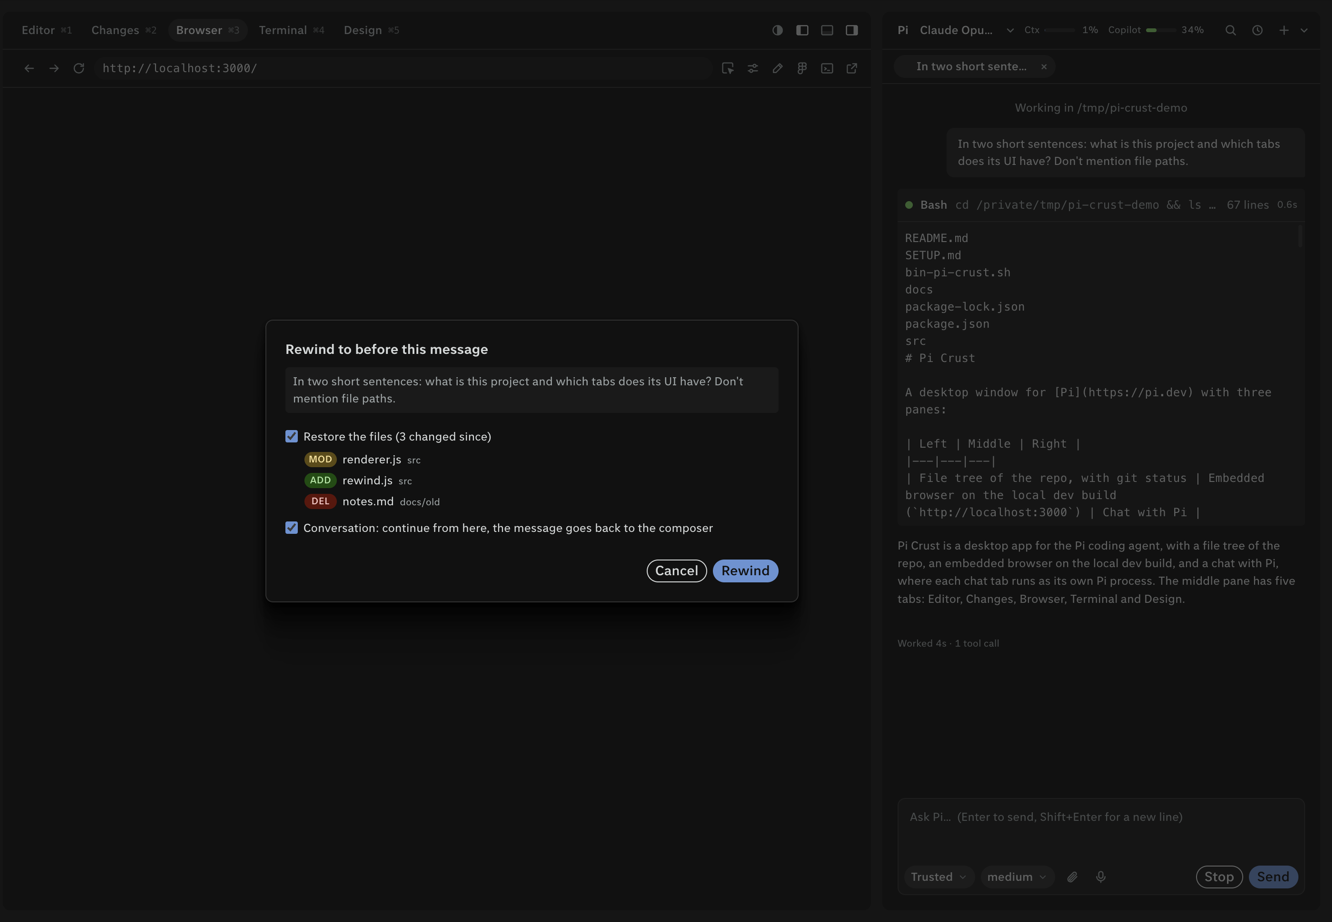 Editor ⌘1 Changes ⌘2 Browser ⌘3 Terminal ⌘4 Design ⌘5
http://localhost:3000/
Pi Claude Opu... Ctx 1% Copilot 34%
In two short sente... ×
Working in /tmp/pi-crust-demo
In two short sentences: what is this project and which tabs
does its UI have? Don't mention file paths.
Bash cd /private/tmp/pi-crust-demo && ls … 67 lines 0.6s
README.md
SETUP.md
bin-pi-crust.sh
docs
package-lock.json
package.json
src
# Pi Crust
A desktop window for [Pi](https://pi.dev) with three
panes:
| Left | Middle | Right |
|---|---|---|
| File tree of the repo, with git status | Embedded
browser on the local dev build
(`http://localhost:3000`) | Chat with Pi |
Pi Crust is a desktop app for the Pi coding agent, with a file tree of the
repo, an embedded browser on the local dev build, and a chat with Pi,
where each chat tab runs as its own Pi process. The middle pane has five
tabs: Editor, Changes, Browser, Terminal and Design.
Worked 4s · 1 tool call
Ask Pi... (Enter to send, Shift+Enter for a new line)
Trusted medium Stop Send
Rewind to before this message
In two short sentences: what is this project and which tabs does its UI have? Don't
mention file paths.
Restore the files (3 changed since)
MOD renderer.js src
ADD rewind.js src
DEL notes.md docs/old
Conversation: continue from here, the message goes back to the composer
Cancel Rewind